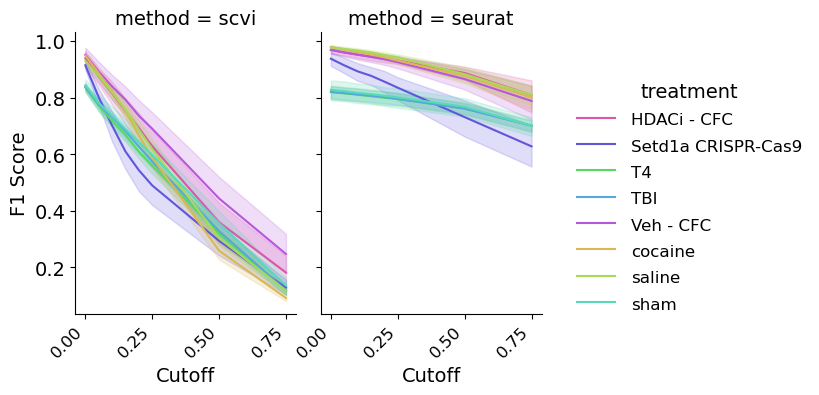 method = scvi
method = seurat
F1 Score
1.0
0.8
0.6
0.4
0.2
0.00
0.25
0.50
0.75
Cutoff
0.00
0.25
0.50
0.75
Cutoff
treatment
HDACi - CFC
Setd1a CRISPR-Cas9
T4
TBI
Veh - CFC
cocaine
saline
sham